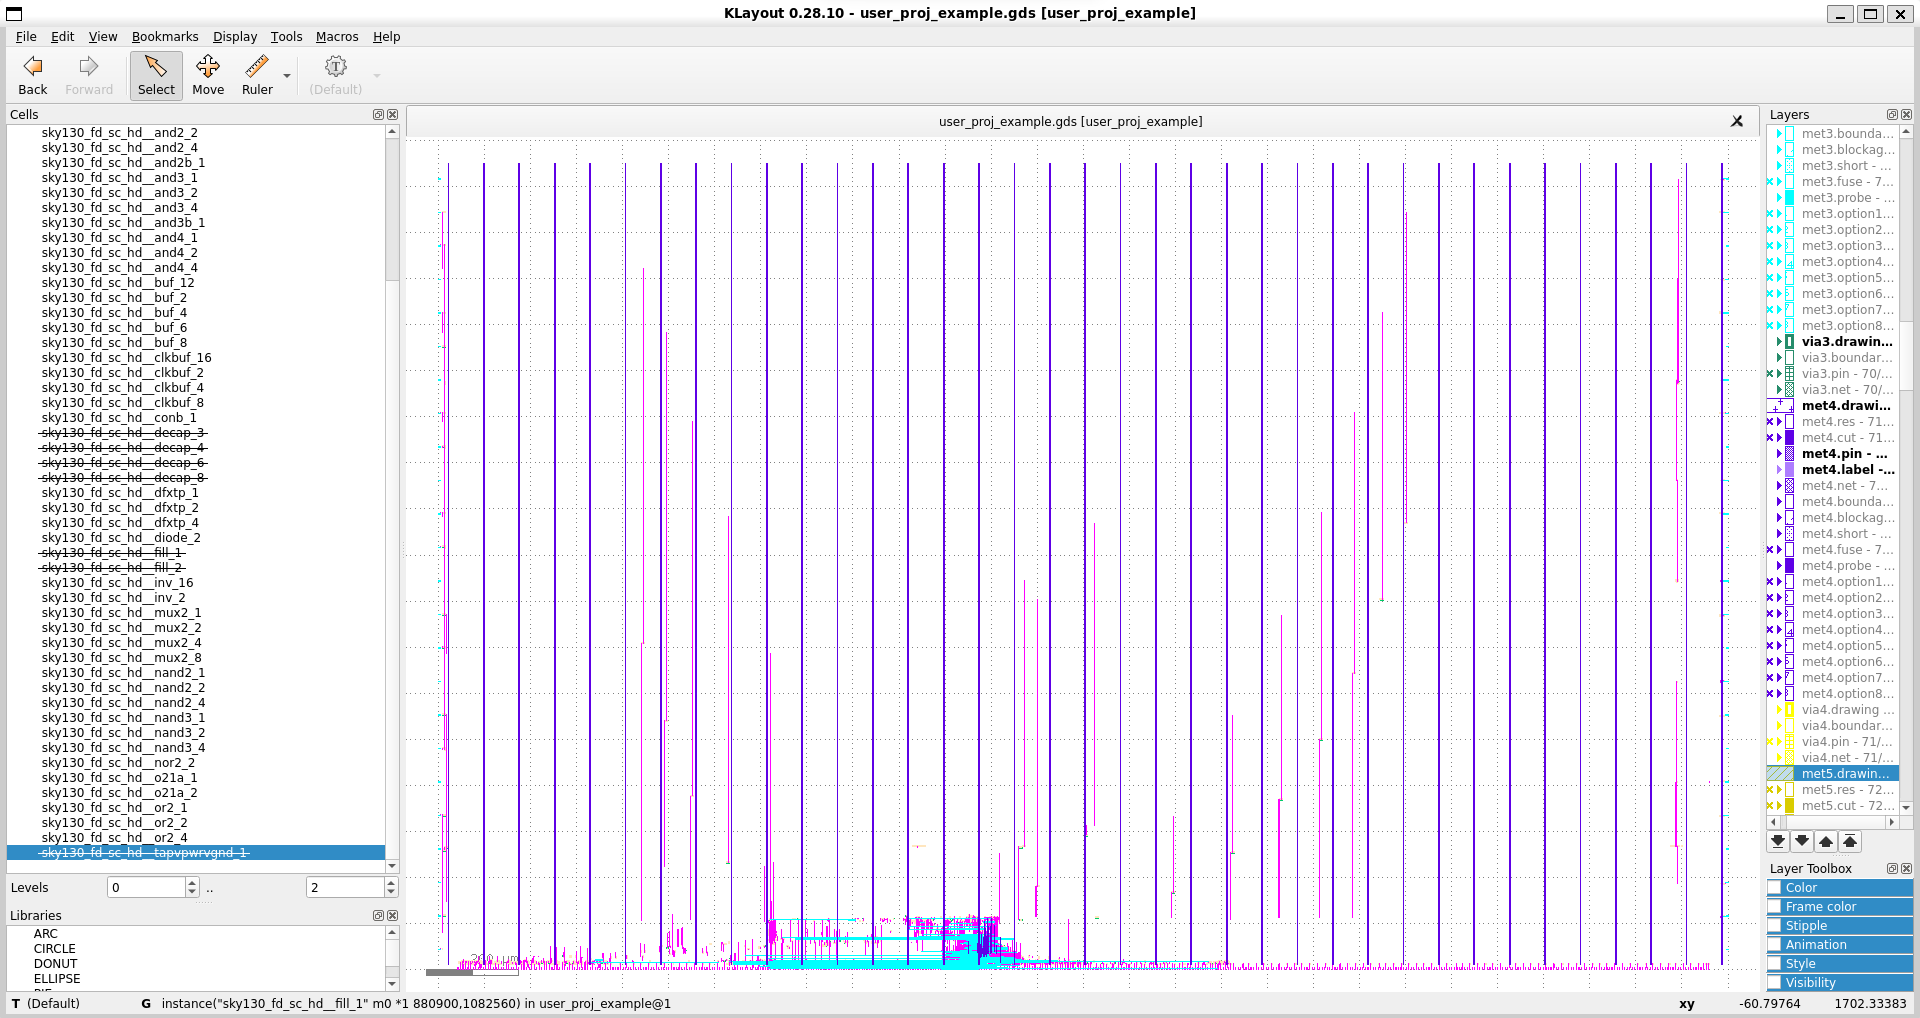 KLayout 0.28.10 - user_proj_example.gds [user_proj_example]
File Edit View Bookmarks Display Tools Macros Help
Back Forward Select Move Ruler (Default)
Cells
sky130_fd_sc_hd__and2_2
sky130_fd_sc_hd__and2_4
sky130_fd_sc_hd__and2b_1
sky130_fd_sc_hd__and3_1
sky130_fd_sc_hd__and3_2
sky130_fd_sc_hd__and3_4
sky130_fd_sc_hd__and3b_1
sky130_fd_sc_hd__and4_1
sky130_fd_sc_hd__and4_2
sky130_fd_sc_hd__and4_4
sky130_fd_sc_hd__buf_12
sky130_fd_sc_hd__buf_2
sky130_fd_sc_hd__buf_4
sky130_fd_sc_hd__buf_6
sky130_fd_sc_hd__buf_8
sky130_fd_sc_hd__clkbuf_16
sky130_fd_sc_hd__clkbuf_2
sky130_fd_sc_hd__clkbuf_4
sky130_fd_sc_hd__clkbuf_8
sky130_fd_sc_hd__conb_1
sky130_fd_sc_hd__decap_3
sky130_fd_sc_hd__decap_4
sky130_fd_sc_hd__decap_6
sky130_fd_sc_hd__decap_8
sky130_fd_sc_hd__dfxtp_1
sky130_fd_sc_hd__dfxtp_2
sky130_fd_sc_hd__dfxtp_4
sky130_fd_sc_hd__diode_2
sky130_fd_sc_hd__fill_1
sky130_fd_sc_hd__fill_2
sky130_fd_sc_hd__inv_16
sky130_fd_sc_hd__inv_2
sky130_fd_sc_hd__mux2_1
sky130_fd_sc_hd__mux2_2
sky130_fd_sc_hd__mux2_4
sky130_fd_sc_hd__mux2_8
sky130_fd_sc_hd__nand2_1
sky130_fd_sc_hd__nand2_2
sky130_fd_sc_hd__nand2_4
sky130_fd_sc_hd__nand3_1
sky130_fd_sc_hd__nand3_2
sky130_fd_sc_hd__nand3_4
sky130_fd_sc_hd__nor2_2
sky130_fd_sc_hd__o21a_1
sky130_fd_sc_hd__o21a_2
sky130_fd_sc_hd__or2_1
sky130_fd_sc_hd__or2_2
sky130_fd_sc_hd__or2_4
sky130_fd_sc_hd__tapvpwrvgnd_1
Levels 0 .. 2
Libraries
ARC
CIRCLE
DONUT
ELLIPSE
user_proj_example.gds [user_proj_example]
Layers
met3.bounda...
met3.blockag...
met3.short - ...
met3.fuse - 7...
met3.probe - ...
met3.option1...
met3.option2...
met3.option3...
met3.option4...
met3.option5...
met3.option6...
met3.option7...
met3.option8...
via3.drawin...
via3.boundar...
via3.pin - 70/...
via3.net - 70/...
met4.drawi...
met4.res - 71...
met4.cut - 71...
met4.pin - ...
met4.label -...
met4.net - 7...
met4.bounda...
met4.blockag...
met4.short - ...
met4.fuse - 7...
met4.probe - ...
met4.option1...
met4.option2...
met4.option3...
met4.option4...
met4.option5...
met4.option6...
met4.option7...
met4.option8...
via4.drawing ...
via4.boundar...
via4.pin - 71/...
via4.net - 71/...
met5.drawin...
met5.res - 72...
met5.cut - 72...
Layer Toolbox
Color
Frame color
Stipple
Animation
Style
Visibility
T (Default) G instance("sky130_fd_sc_hd__fill_1" m0 *1 880900,1082560) in user_proj_example@1 xy -60.79764 1702.33383